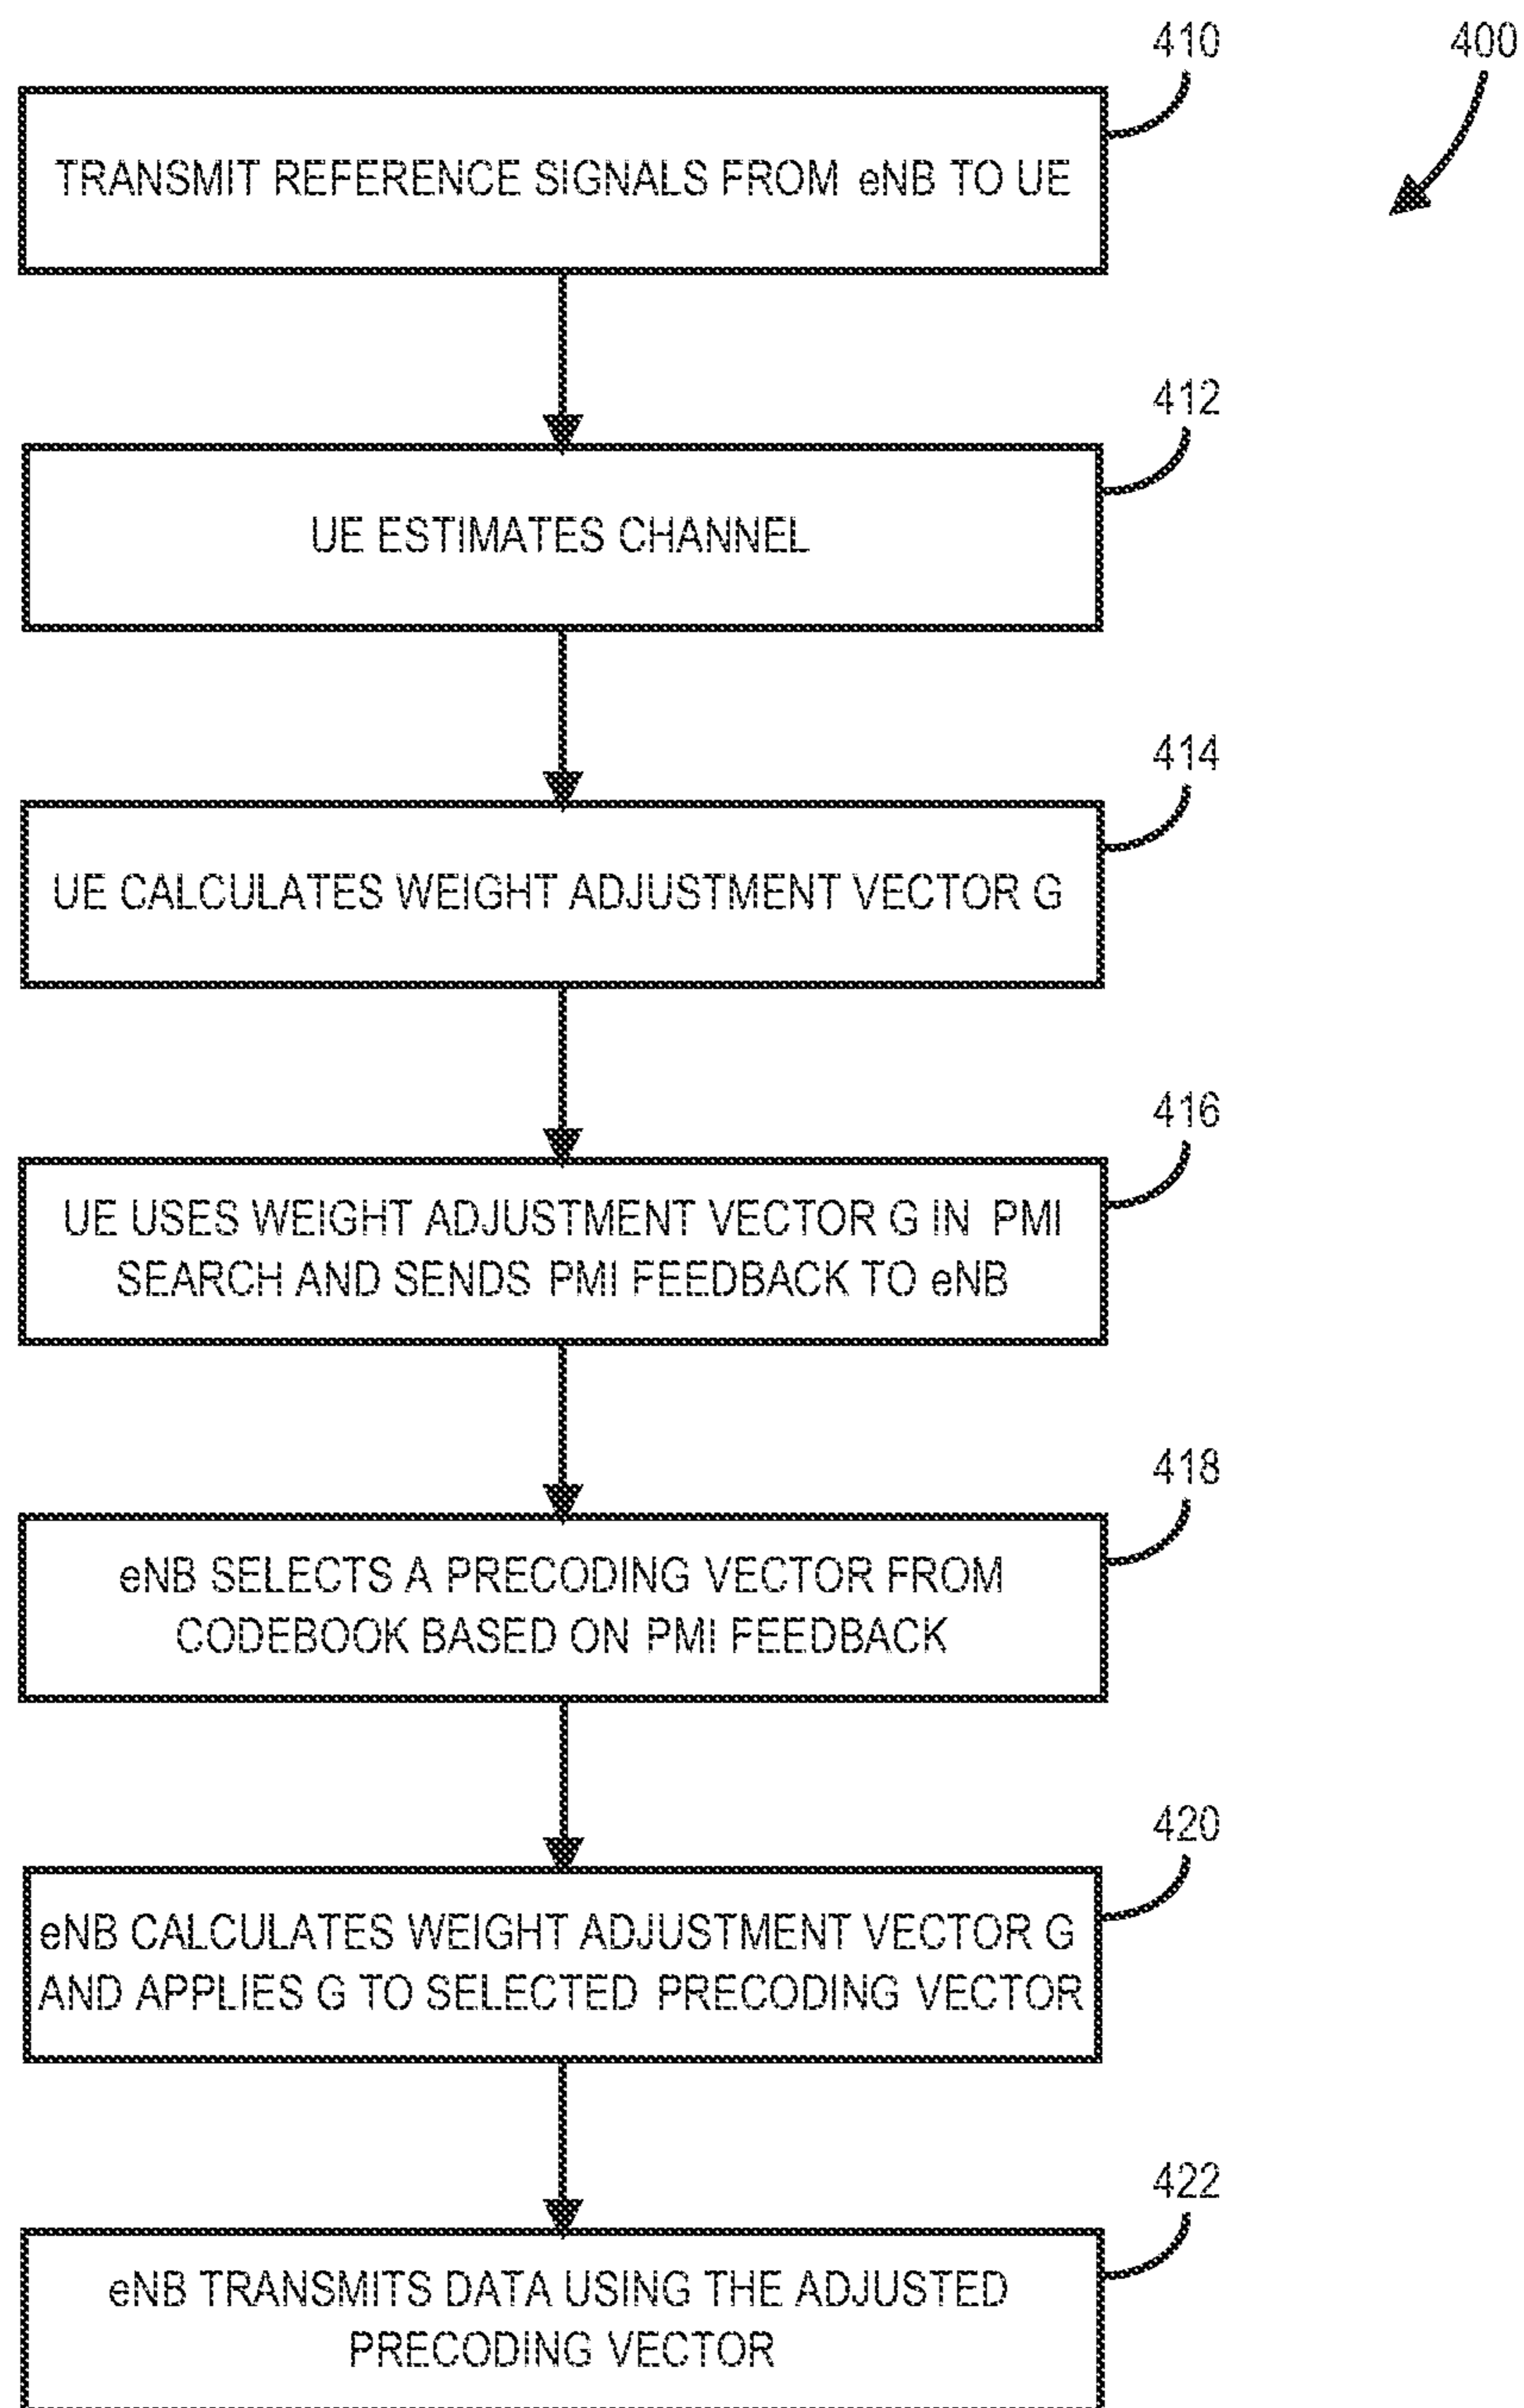 410
400
TRANSMIT REFERENCE SIGNALS FROM eNB TO UE
412
UE ESTIMATES CHANNEL
414
UE CALCULATES WEIGHT ADJUSTMENT VECTOR G
416
UE USES WEIGHT ADJUSTMENT VECTOR G IN PMI
SEARCH AND SENDS PMI FEEDBACK TO eNB
418
eNB SELECTS A PRECODING VECTOR FROM
CODEBOOK BASED ON PMI FEEDBACK
420
eNB CALCULATES WEIGHT ADJUSTMENT VECTOR G
AND APPLIES G TO SELECTED PRECODING VECTOR
422
eNB TRANSMITS DATA USING THE ADJUSTED
PRECODING VECTOR